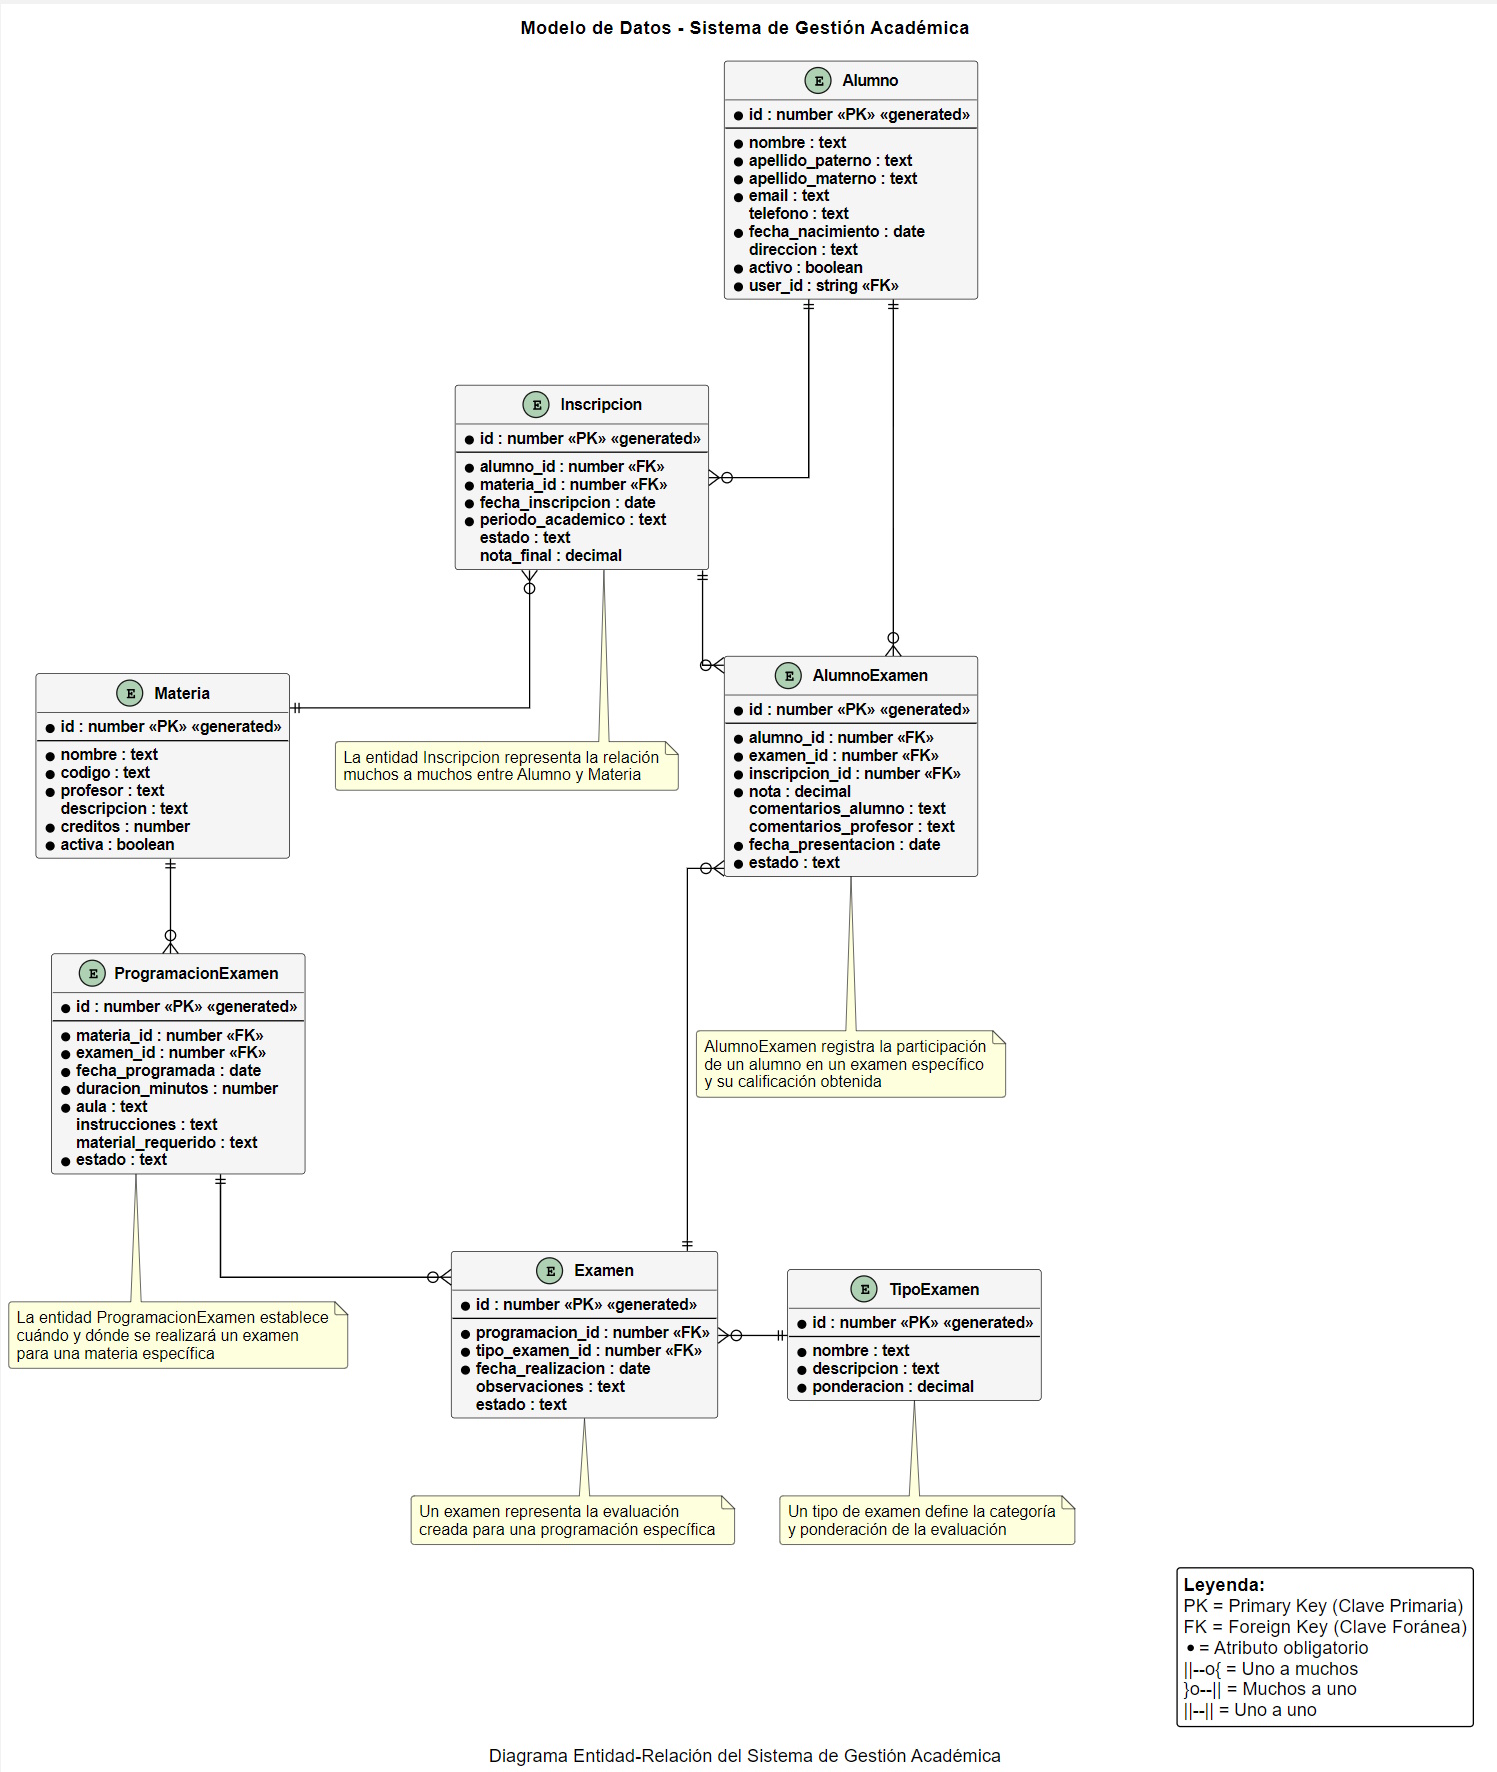 Modelo de Datos - Sistema de Gestión Académica
E Alumno
id : number «PK» «generated»
nombre : text
apellido_paterno : text
apellido_materno : text
email : text
telefono : text
fecha_nacimiento : date
direccion : text
activo : boolean
user_id : string «FK»
E Inscripcion
id : number «PK» «generated»
alumno_id : number «FK»
materia_id : number «FK»
fecha_inscripcion : date
periodo_academico : text
estado : text
nota_final : decimal
E AlumnoExamen
id : number «PK» «generated»
alumno_id : number «FK»
examen_id : number «FK»
inscripcion_id : number «FK»
nota : decimal
comentarios_alumno : text
comentarios_profesor : text
fecha_presentacion : date
estado : text
E Materia
id : number «PK» «generated»
nombre : text
codigo : text
profesor : text
descripcion : text
creditos : number
activa : boolean
La entidad Inscripcion representa la relación
muchos a muchos entre Alumno y Materia
E ProgramacionExamen
id : number «PK» «generated»
materia_id : number «FK»
examen_id : number «FK»
fecha_programada : date
duracion_minutos : number
aula : text
instrucciones : text
material_requerido : text
estado : text
AlumnoExamen registra la participación
de un alumno en un examen específico
y su calificación obtenida
E Examen
id : number «PK» «generated»
programacion_id : number «FK»
tipo_examen_id : number «FK»
fecha_realizacion : date
observaciones : text
estado : text
E TipoExamen
id : number «PK» «generated»
nombre : text
descripcion : text
ponderacion : decimal
La entidad ProgramacionExamen establece
cuándo y dónde se realizará un examen
para una materia específica
Un examen representa la evaluación
creada para una programación específica
Un tipo de examen define la categoría
y ponderación de la evaluación
Leyenda:
PK = Primary Key (Clave Primaria)
FK = Foreign Key (Clave Foránea)
• = Atributo obligatorio
||--o{ = Uno a muchos
}o--|| = Muchos a uno
||--|| = Uno a uno
Diagrama Entidad-Relación del Sistema de Gestión Académica